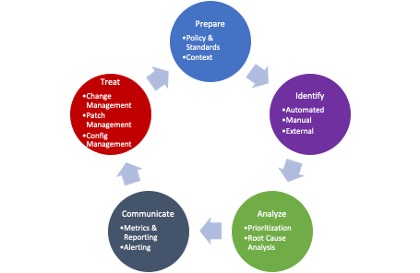 Prepare
•Policy &
Standards
•Context
Identify
•Automated
•Manual
•External
Analyze
•Prioritization
•Root Cause
Analysis
Communicate
•Metrics &
Reporting
•Alerting
Treat
•Change
Management
•Patch
Management
•Config
Management